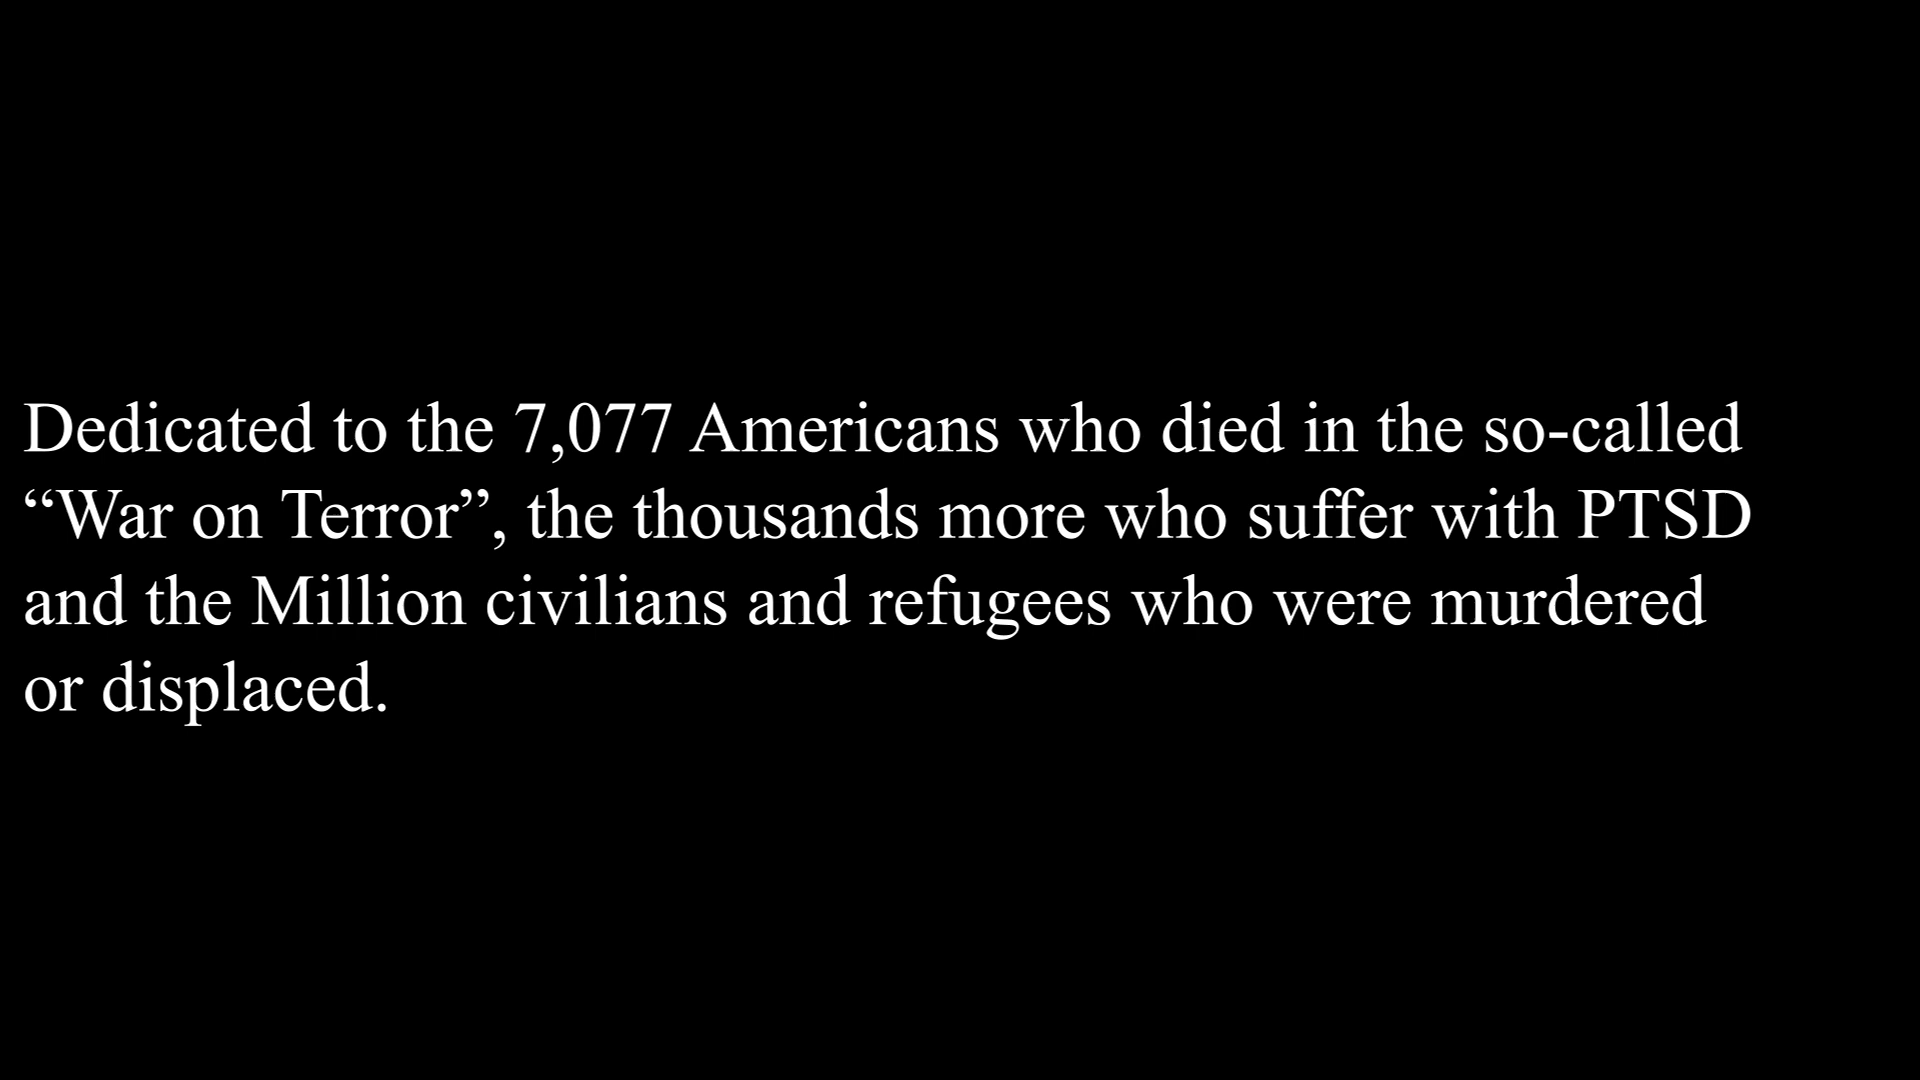 Dedicated to the 7,077 Americans who died in the so-called
“War on Terror”, the thousands more who suffer with PTSD
and the Million civilians and refugees who were murdered
or displaced.